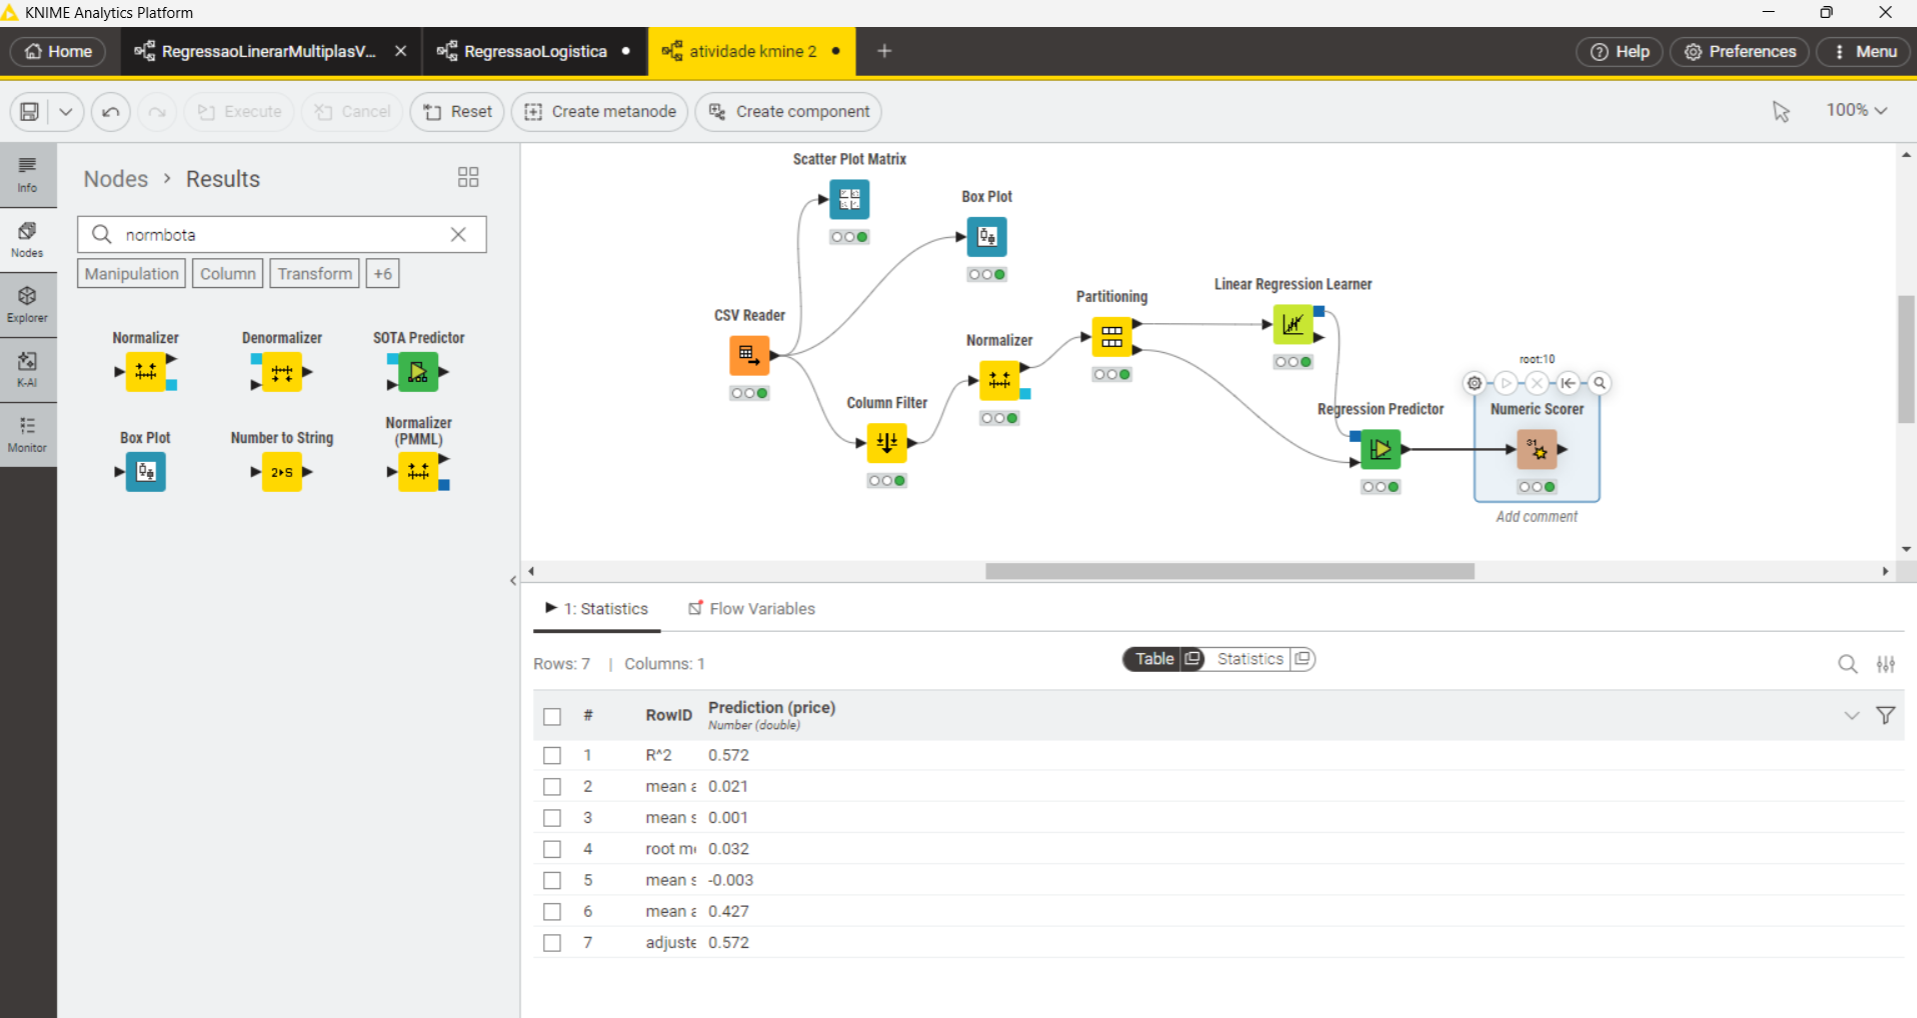 KNIME Analytics Platform
Home
RegressaoLinerarMultiplasV...
RegressaoLogistica
atividade kmine 2
Help
Preferences
Menu
Execute
Cancel
Reset
Create metanode
Create component
100%
Info
Nodes
Explorer
K-AI
Monitor
Nodes > Results
normbota
Manipulation
Column
Transform
+6
Normalizer
Denormalizer
SOTA Predictor
Box Plot
Number to String
Normalizer
(PMML)
2▸S
Scatter Plot Matrix
Box Plot
CSV Reader
Column Filter
Normalizer
Partitioning
Linear Regression Learner
Regression Predictor
root:10
Numeric Scorer
Add comment
1: Statistics
Flow Variables
Rows: 7 | Columns: 1
Table
Statistics
# RowID Prediction (price)
Number (double)
1 R^2 0.572
2 mean a 0.021
3 mean s 0.001
4 root m 0.032
5 mean s -0.003
6 mean a 0.427
7 adjuste 0.572